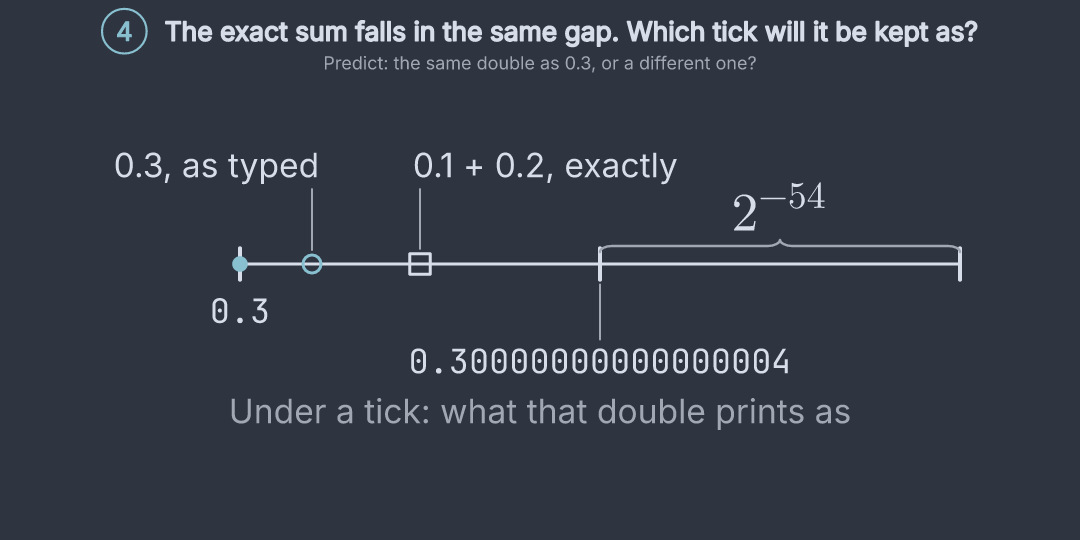 4 The exact sum falls in the same gap. Which tick will it be kept as?
Predict: the same double as 0.3, or a different one?
0.3, as typed 0.1 + 0.2, exactly
2⁻⁵⁴
0.3
0.30000000000000004
Under a tick: what that double prints as